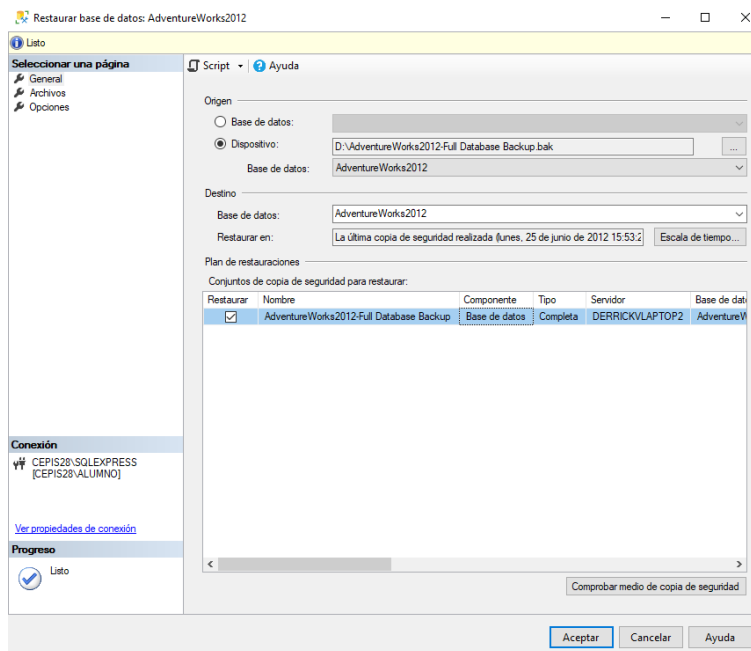 Restaurar base de datos: AdventureWorks2012
Listo
Seleccionar una página
General
Archivos
Opciones
Script
Ayuda
Origen
Base de datos:
Dispositivo:
D:\AdventureWorks2012-Full Database Backup.bak
...
Base de datos:
AdventureWorks2012
Destino
Base de datos:
AdventureWorks2012
Restaurar en:
La última copia de seguridad realizada (lunes, 25 de junio de 2012 15:53:2
Escala de tiempo...
Plan de restauraciones
Conjuntos de copia de seguridad para restaurar:
Restaurar Nombre Componente Tipo Servidor Base de dat
AdventureWorks2012-Full Database Backup Base de datos Completa DERRICKVLAPTOP2 AdventureW
Conexión
CEPIS28\SQLEXPRESS
[CEPIS28\ALUMNO]
Ver propiedades de conexión
Progreso
Listo
Comprobar medio de copia de seguridad
Aceptar
Cancelar
Ayuda